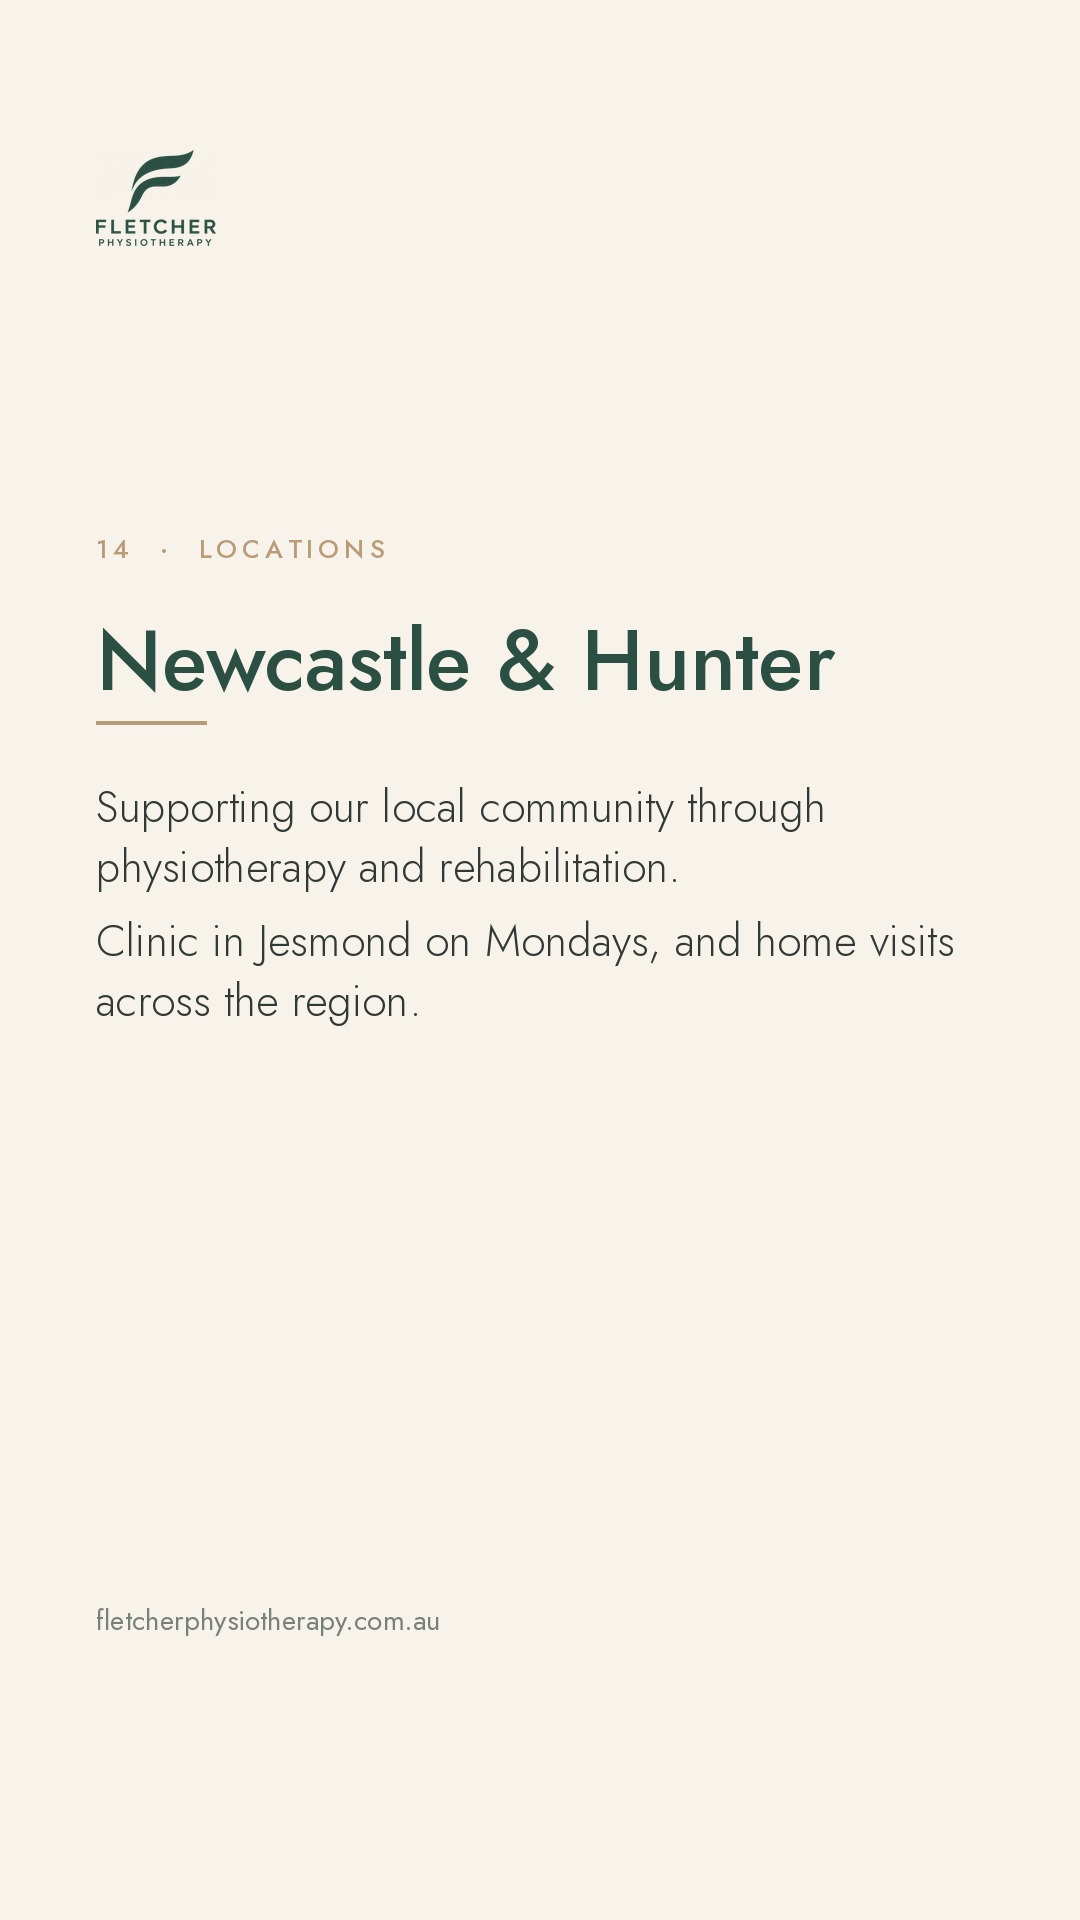 FLETCHER
PHYSIOTHERAPY
14 · LOCATIONS
Newcastle & Hunter
Supporting our local community through
physiotherapy and rehabilitation.
Clinic in Jesmond on Mondays, and home visits
across the region.
fletcherphysiotherapy.com.au